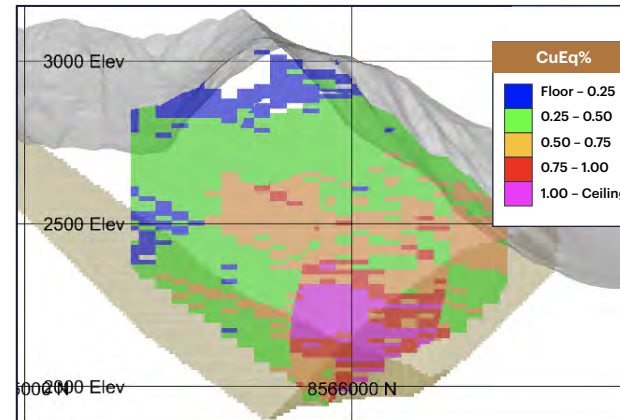 3000 Elev
CuEq%
Floor – 0.25
0.25 – 0.50
0.50 – 0.75
0.75 – 1.00
1.00 – Ceiling
2500 Elev
2000 Elev
8566000 N